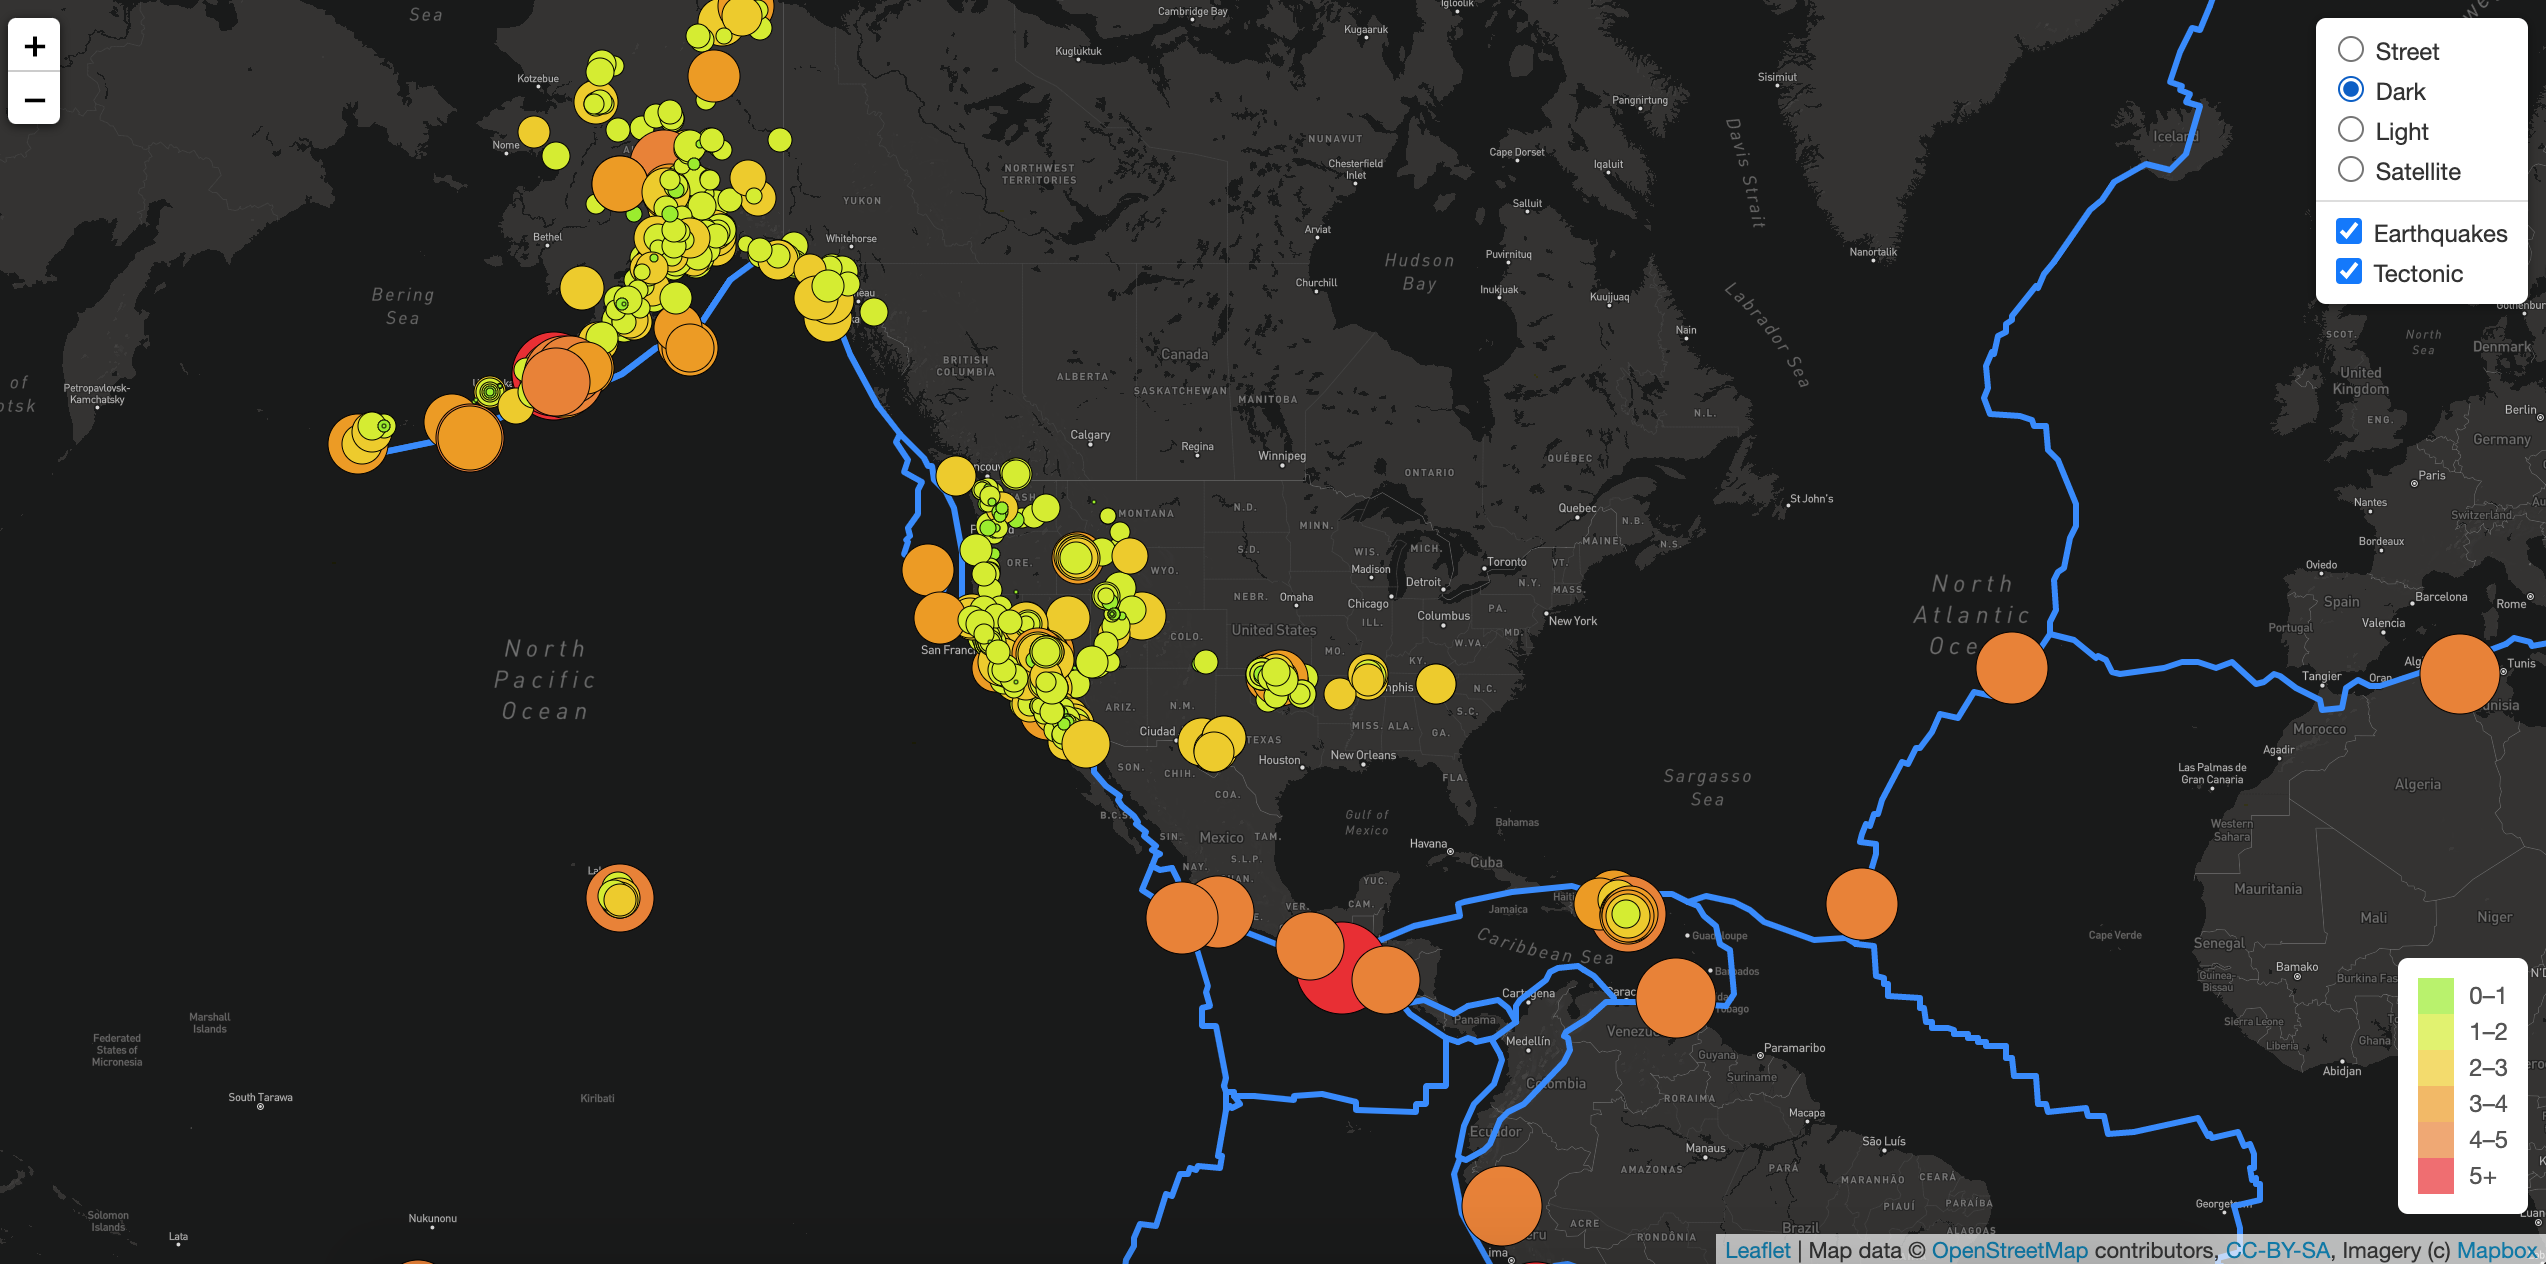 +
−
Street
Dark
Light
Satellite
Earthquakes
Tectonic
Sea
Cambridge Bay
Igloolik
Kugaaruk
Kugluktuk
Kotzebue
Sisimiut
Pangnirtung
Nome
NUNAVUT
Cape Dorset
Iqaluit
Davis Strait
Iceland
NORTHWEST
TERRITORIES
Chesterfield
Inlet
YUKON
Salluit
Bethel
Whitehorse
Arviat
Puvirnituq
Nanortalik
Hudson
Bay
Bering
Sea
Churchill
Inukjuak
Kuujjuaq
Labrador Sea
Nain
SCOT.
North
Sea
Denmark
Canada
BRITISH
COLUMBIA
ALBERTA
SASKATCHEWAN
MANITOBA
United
Kingdom
of
otsk
Petropavlovsk-
Kamchatsky
N.L.
ENG.
Berlin
Germany
Calgary
Regina
Winnipeg
ONTARIO
QUÉBEC
Paris
St John's
Quebec
N.B.
Nantes
Switzerland
MONTANA
N.D.
MINN.
MAINE
N.S.
Bordeaux
ORE.
WYO.
S.D.
WIS.
Madison
MICH.
Toronto
VT.
Oviedo
N.Y.
MASS.
North
Atlantic
NEBR.
Omaha
Chicago
Detroit
Columbus
PA.
New York
Spain
Barcelona
Rome
Portugal
Valencia
COLO.
United States
ILL.
MD.
W.VA.
San Franc
MO.
KY.
North
Pacific
Ocean
Tangier
Oran
Tunis
N.C.
ARIZ.
N.M.
S.C.
Morocco
Ciudad
TEXAS
MISS.
ALA.
GA.
Agadir
Houston
New Orleans
SON.
CHIH.
FLA.
Las Palmas de
Gran Canaria
Algeria
Sargasso
Sea
COA.
B.C.S.
Gulf of
Mexico
Bahamas
Western
Sahara
SIN.
Mexico
TAM.
Havana
Cuba
S.L.P.
NAY.
YUC.
Mauritania
CAM.
VER.
Haiti
Jamaica
Mali
Niger
Guadeloupe
Cape Verde
Senegal
Caribbean Sea
Barbados
Bamako
Burkina Fas
Guinea-
Bissau
Cartagena
Marshall
Islands
Panama
Sierra Leone
Federated
States of
Micronesia
Medellín
Guyana
Paramaribo
Suriname
Liberia
Ghana
Abidjan
South Tarawa
Kiribati
Colombia
RORAIMA
Macapa
Ecuador
São Luís
Manaus
AMAZONAS
PARÁ
MARANHÃO
CEARÁ
PIAUÍ
PARAÍBA
Solomon
Islands
Nukunonu
Lata
ACRE
RONDÔNIA
Brazil
ALAGOAS
0–1
1–2
2–3
3–4
4–5
5+
Leaflet | Map data © OpenStreetMap contributors, CC-BY-SA, Imagery (c) Mapbox